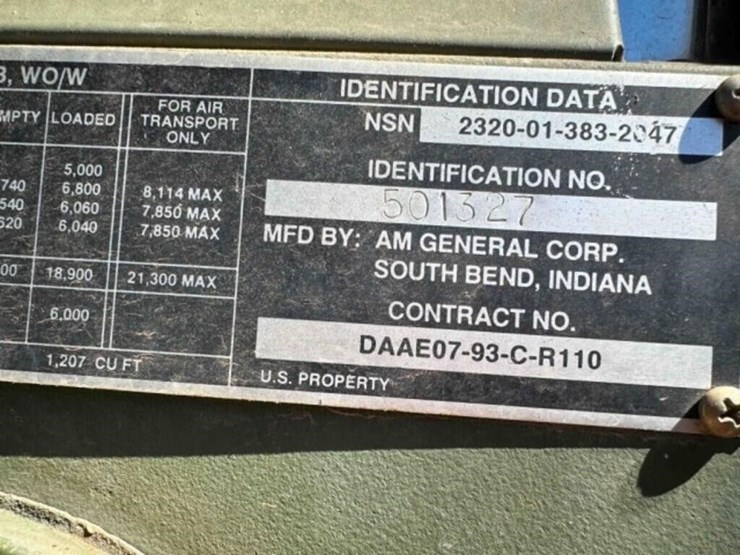 3, WO/W
MPTY LOADED FOR AIR TRANSPORT ONLY
5,000
740 6,800 8,114 MAX
540 6,060 7,850 MAX
620 6,040 7,850 MAX
00 18,900 21,300 MAX
6,000
1,207 CU FT
IDENTIFICATION DATA
NSN 2320-01-383-2047
IDENTIFICATION NO.
501327
MFD BY: AM GENERAL CORP.
SOUTH BEND, INDIANA
CONTRACT NO.
DAAE07-93-C-R110
U.S. PROPERTY